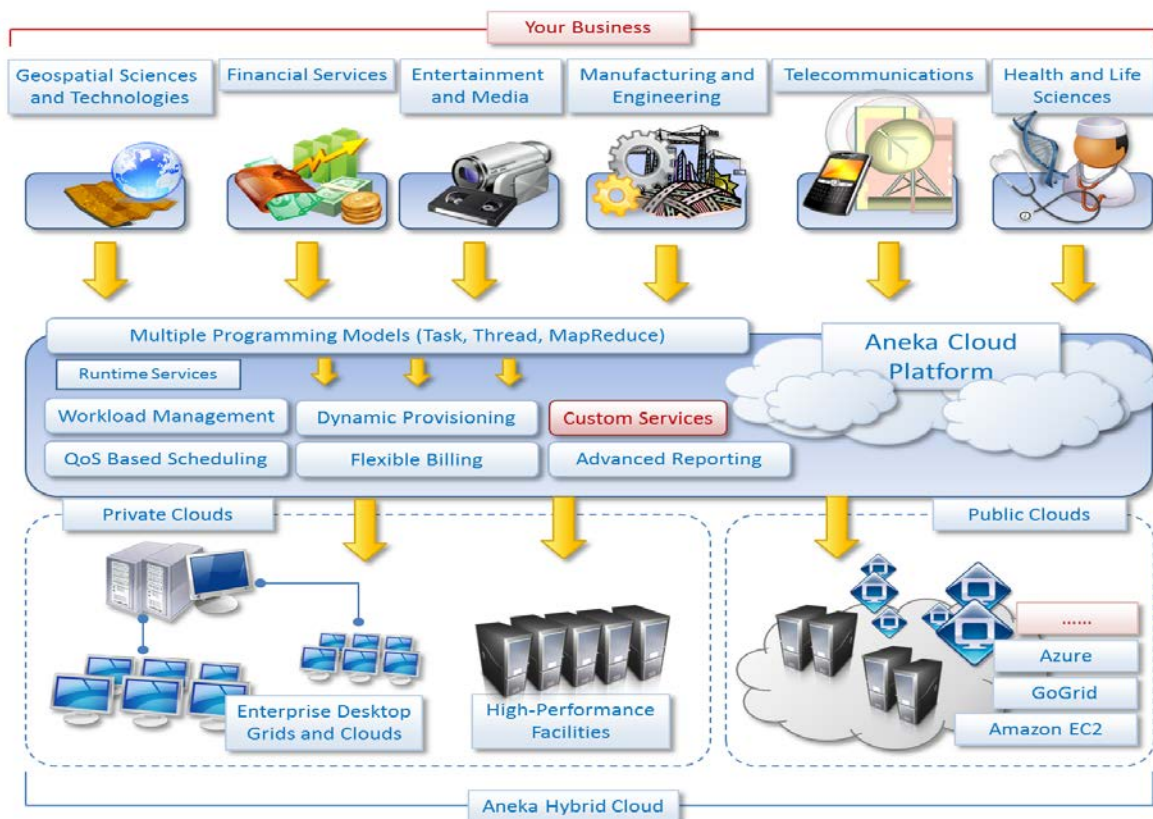 Your Business
Geospatial Sciences
and Technologies
Financial Services
Entertainment
and Media
Manufacturing and
Engineering
Telecommunications
Health and Life
Sciences
Multiple Programming Models (Task, Thread, MapReduce)
Aneka Cloud
Platform
Runtime Services
Workload Management
Dynamic Provisioning
Custom Services
QoS Based Scheduling
Flexible Billing
Advanced Reporting
Private Clouds
Public Clouds
Enterprise Desktop
Grids and Clouds
High-Performance
Facilities
......
Azure
GoGrid
Amazon EC2
Aneka Hybrid Cloud